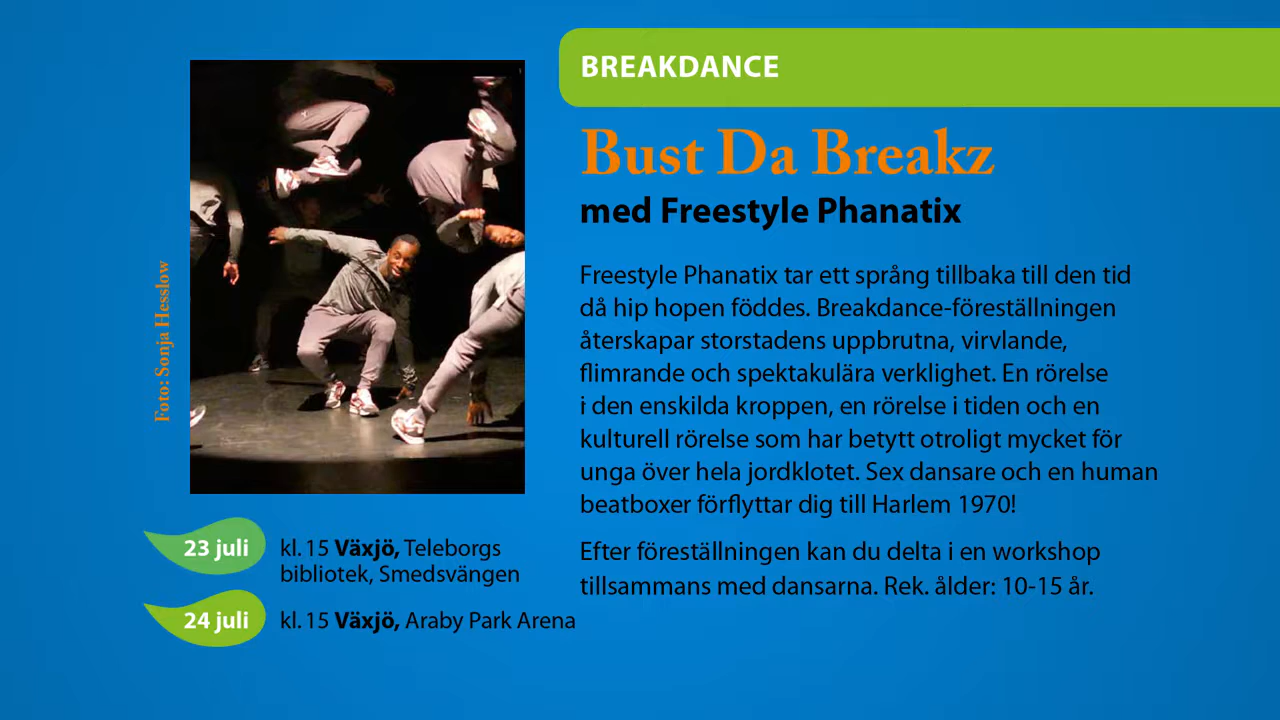 BREAKDANCE
Bust Da Breakz
med Freestyle Phanatix
Freestyle Phanatix tar ett språng tillbaka till den tid
då hip hopen föddes. Breakdance-föreställningen
återskapar storstadens uppbrutna, virvlande,
flimrande och spektakulära verklighet. En rörelse
i den enskilda kroppen, en rörelse i tiden och en
kulturell rörelse som har betytt otroligt mycket för
unga över hela jordklotet. Sex dansare och en human
beatboxer förflyttar dig till Harlem 1970!
Efter föreställningen kan du delta i en workshop
tillsammans med dansarna. Rek. ålder: 10-15 år.
Foto: Sonja Hesslow
23 juli kl. 15 Växjö, Teleborgs
bibliotek, Smedsvängen
24 juli kl. 15 Växjö, Araby Park Arena